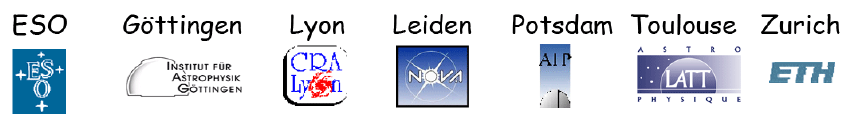 ESO Göttingen Lyon Leiden Potsdam Toulouse Zurich
ES
O
INSTITUT FÜR
ASTROPHYSIK
GÖTTINGEN
CRA
Lyon
NOVA
AIP
ASTRO
LATT
PHYSIQUE
ETH